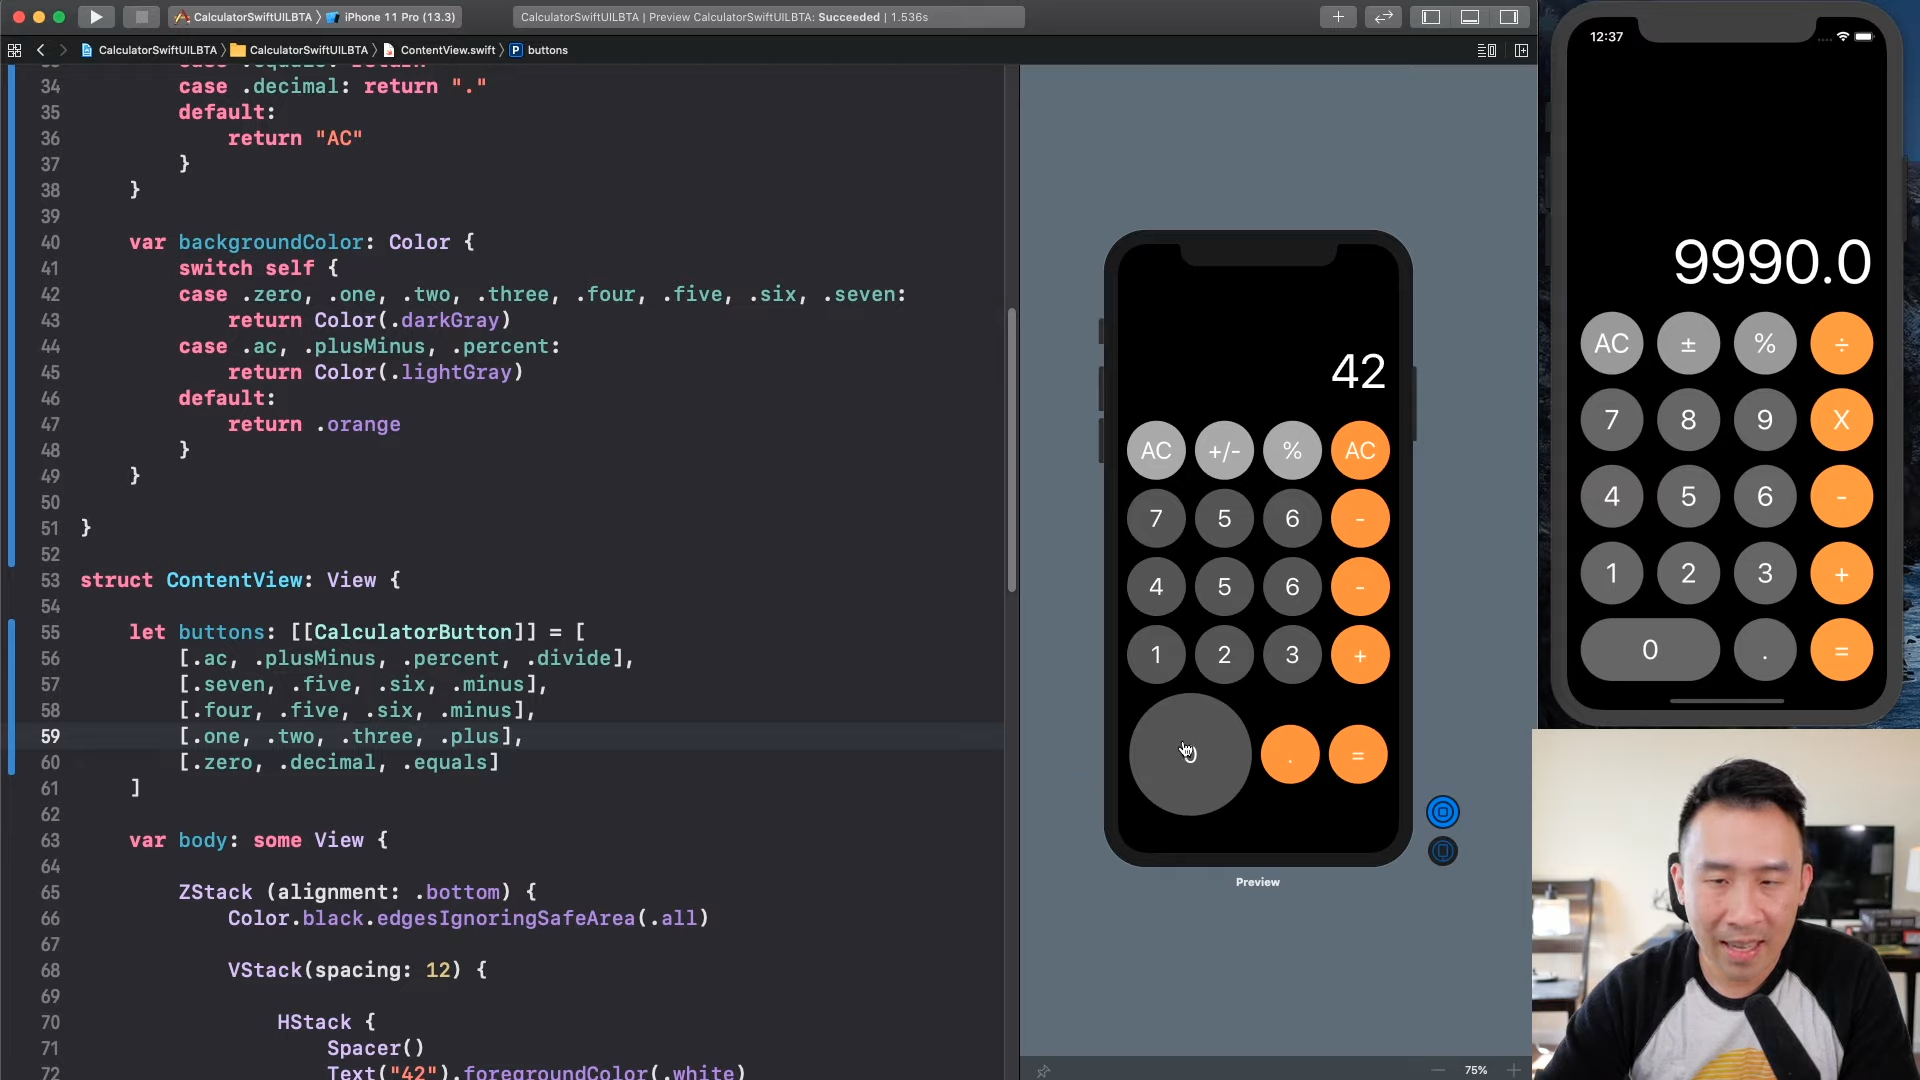 CalculatorSwiftUILBTA
iPhone 11 Pro (13.3)
CalculatorSwiftUILBTA | Preview CalculatorSwiftUILBTA: Succeeded | 1.536s
CalculatorSwiftUILBTA
CalculatorSwiftUILBTA
ContentView.swift
P buttons
34 case .decimal: return "."
35 default:
36 return "AC"
37 }
38 }
39
40 var backgroundColor: Color {
41 switch self {
42 case .zero, .one, .two, .three, .four, .five, .six, .seven:
43 return Color(.darkGray)
44 case .ac, .plusMinus, .percent:
45 return Color(.lightGray)
46 default:
47 return .orange
48 }
49 }
50
51 }
52
53 struct ContentView: View {
54
55 let buttons: [[CalculatorButton]] = [
56 [.ac, .plusMinus, .percent, .divide],
57 [.seven, .five, .six, .minus],
58 [.four, .five, .six, .minus],
59 [.one, .two, .three, .plus],
60 [.zero, .decimal, .equals]
61 ]
62
63 var body: some View {
64
65 ZStack (alignment: .bottom) {
66 Color.black.edgesIgnoringSafeArea(.all)
67
68 VStack(spacing: 12) {
69
70 HStack {
71 Spacer()
72 Text("42").foregroundColor(.white)
42
AC +/- % AC
7 5 6 -
4 5 6 -
1 2 3 +
0 . =
Preview
75%
12:37
9990.0
AC ± % ÷
7 8 9 X
4 5 6 -
1 2 3 +
0 . =